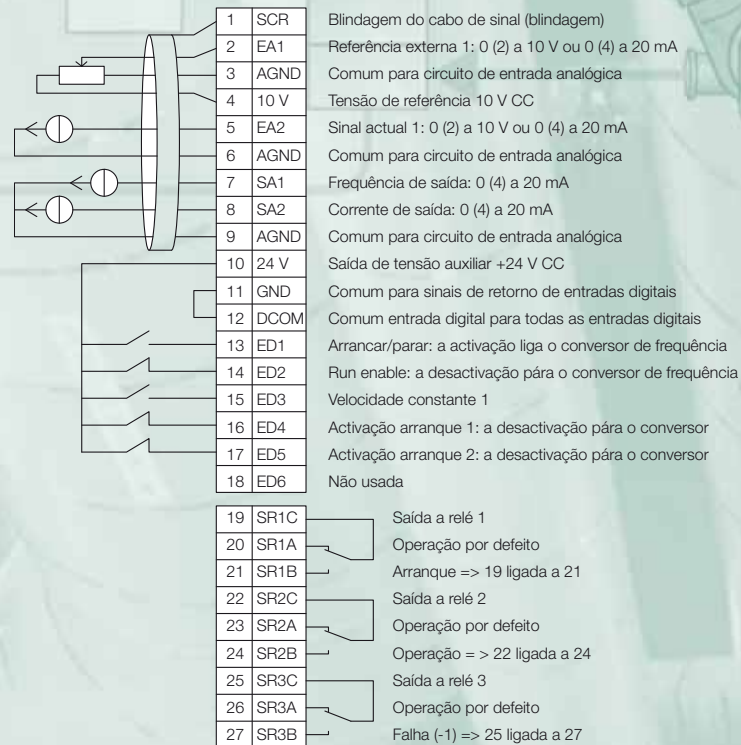 1 SCR Blindagem do cabo de sinal (blindagem)
2 EA1 Referência externa 1: 0 (2) a 10 V ou 0 (4) a 20 mA
3 AGND Comum para circuito de entrada analógica
4 10 V Tensão de referência 10 V CC
5 EA2 Sinal actual 1: 0 (2) a 10 V ou 0 (4) a 20 mA
6 AGND Comum para circuito de entrada analógica
7 SA1 Frequência de saída: 0 (4) a 20 mA
8 SA2 Corrente de saída: 0 (4) a 20 mA
9 AGND Comum para circuito de entrada analógica
10 24 V Saída de tensão auxiliar +24 V CC
11 GND Comum para sinais de retorno de entradas digitais
12 DCOM Comum entrada digital para todas as entradas digitais
13 ED1 Arrancar/parar: a activação liga o conversor de frequência
14 ED2 Run enable: a desactivação pára o conversor de frequência
15 ED3 Velocidade constante 1
16 ED4 Activação arranque 1: a desactivação pára o conversor
17 ED5 Activação arranque 2: a desactivação pára o conversor
18 ED6 Não usada
19 SR1C Saída a relé 1
20 SR1A Operação por defeito
21 SR1B Arranque => 19 ligada a 21
22 SR2C Saída a relé 2
23 SR2A Operação por defeito
24 SR2B Operação = > 22 ligada a 24
25 SR3C Saída a relé 3
26 SR3A Operação por defeito
27 SR3B Falha (-1) => 25 ligada a 27